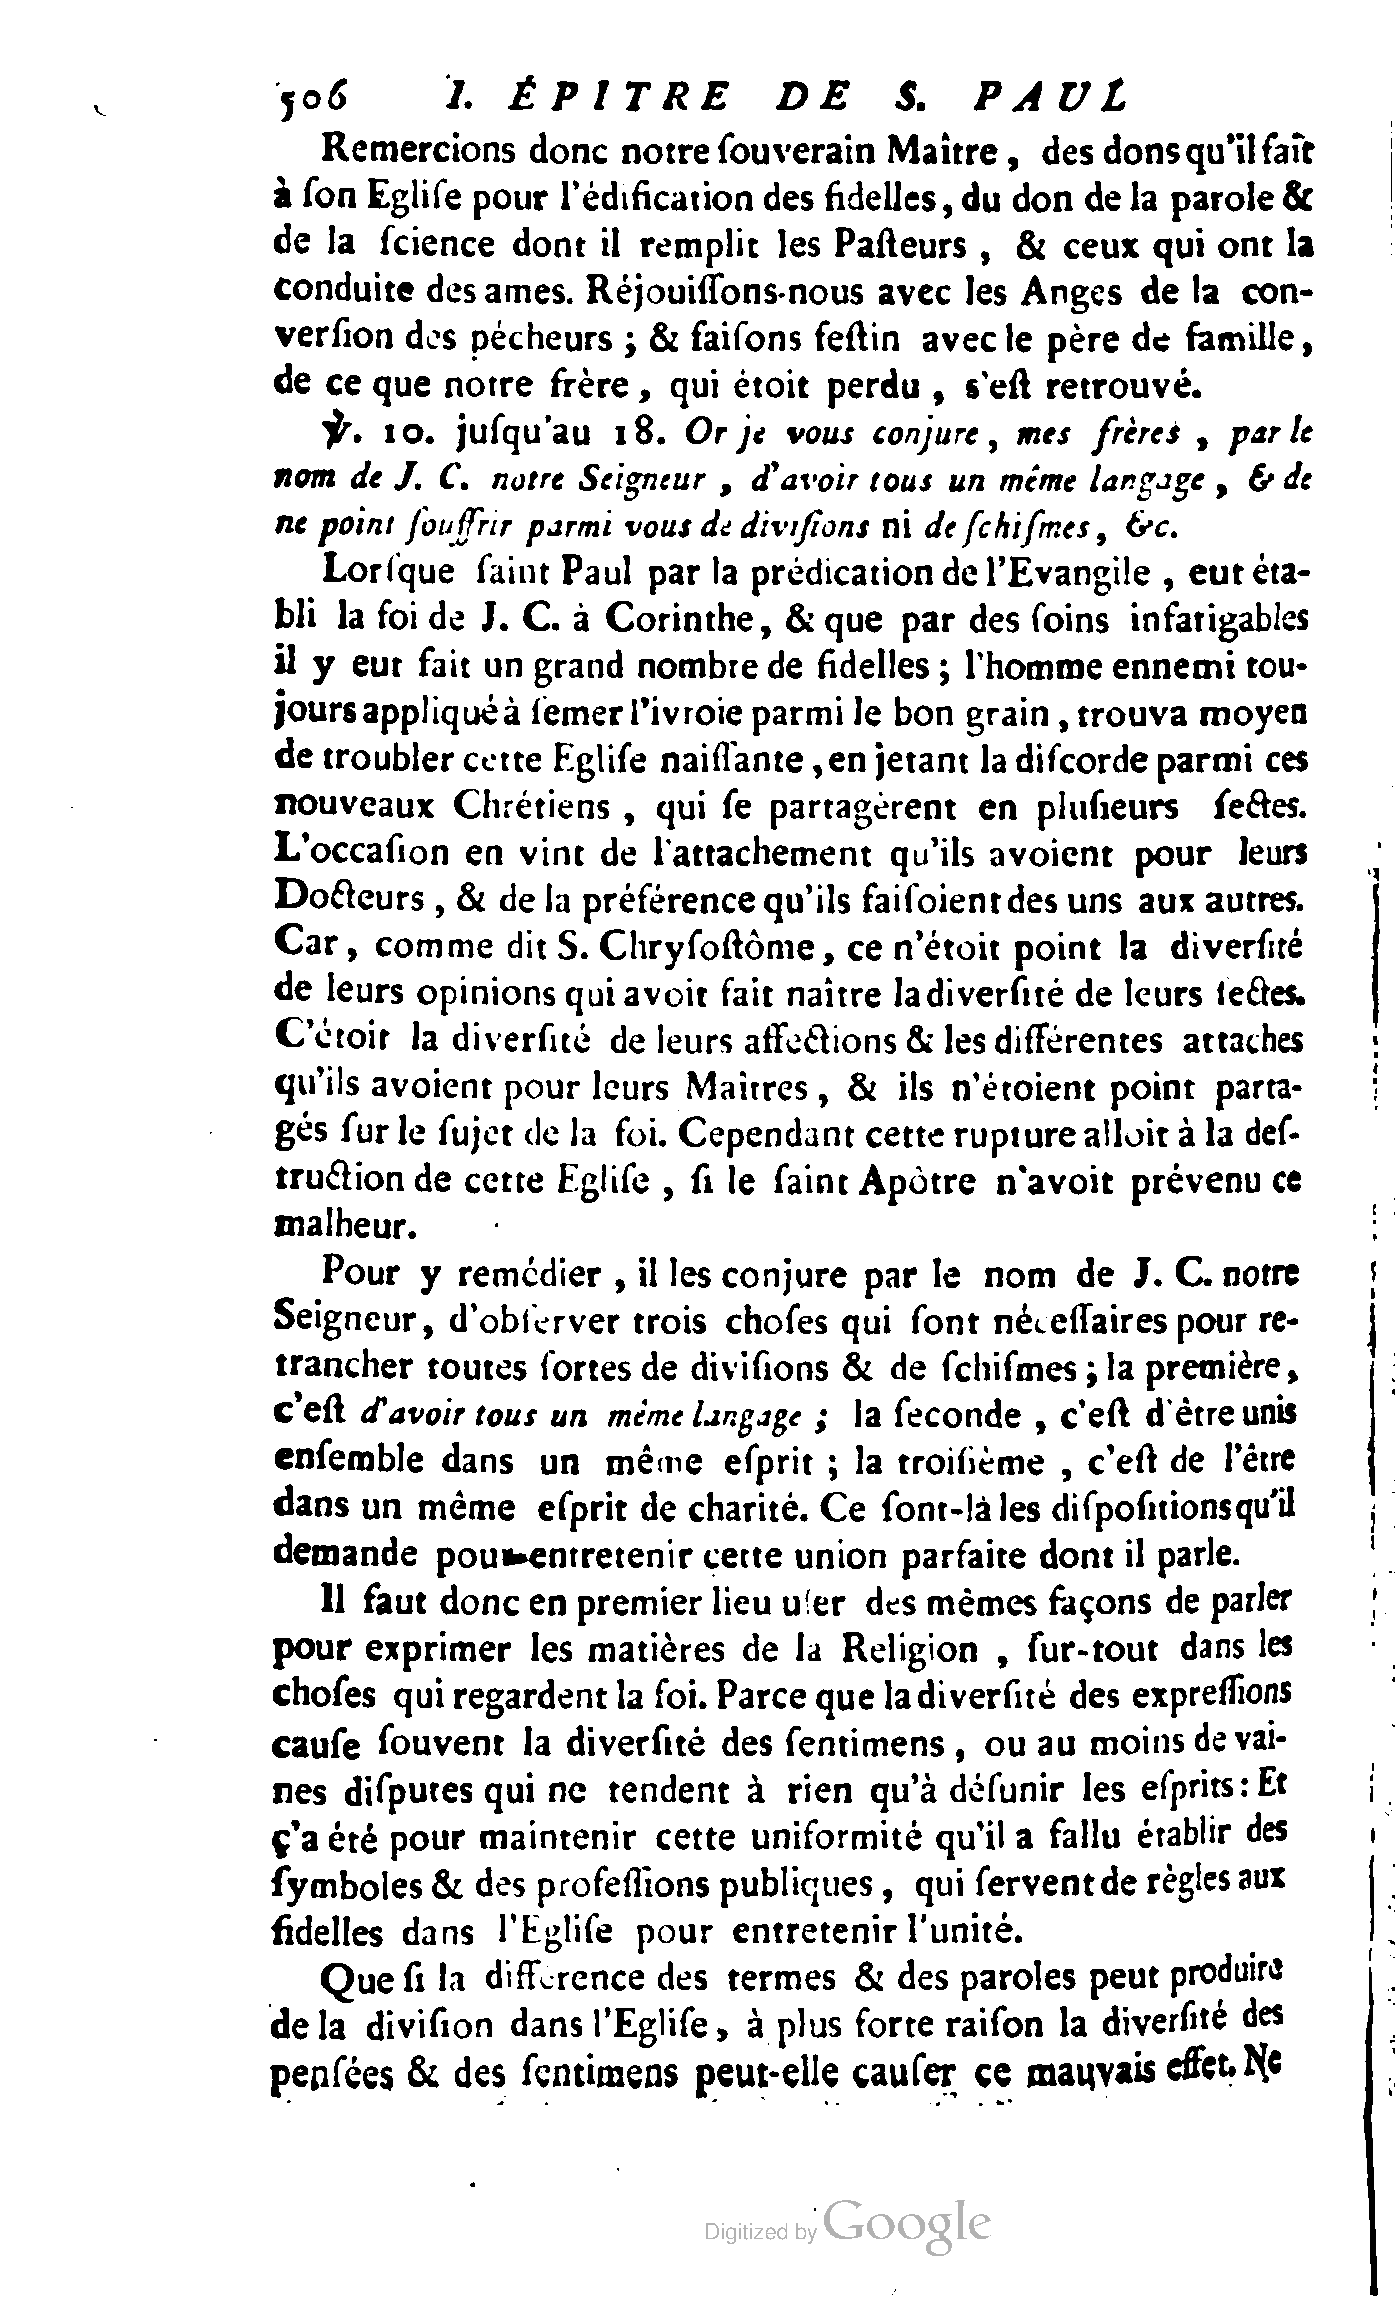 506 I. ÉPITRE DE S. PAUL
Remercions donc notre ſouverain Maître, des dons qu'il fait
à ſon Egliſe pour l'édification des fidelles, du don de la parole &
de la ſcience dont il remplit les Paſteurs, & ceux qui ont la
conduite des ames. Réjouiſſons-nous avec les Anges de la con-
verſion des pécheurs ; & faiſons feſtin avec le père de famille,
de ce que notre frère, qui étoit perdu, s'eſt retrouvé.
℣. 10. juſqu'au 18. Or je vous conjure, mes frères, par le
nom de J. C. notre Seigneur, d'avoir tous un même langage, & de
ne point ſouffrir parmi vous de diviſions ni de ſchiſmes, &c.
Lorſque ſaint Paul par la prédication de l'Evangile, eut éta-
bli la foi de J. C. à Corinthe, & que par des ſoins infatigables
il y eut fait un grand nombre de fidelles ; l'homme ennemi tou-
jours appliqué à ſemer l'ivroie parmi le bon grain, trouva moyen
de troubler cette Egliſe naiſſante, en jetant la diſcorde parmi ces
nouveaux Chrétiens, qui ſe partagèrent en pluſieurs ſectes.
L'occaſion en vint de l'attachement qu'ils avoient pour leurs
Docteurs, & de la préférence qu'ils faiſoient des uns aux autres.
Car, comme dit S. Chryſoſtôme, ce n'étoit point la diverſité
de leurs opinions qui avoit fait naître la diverſité de leurs ſectes.
C'étoit la diverſité de leurs affections & les différentes attaches
qu'ils avoient pour leurs Maîtres, & ils n'étoient point parta-
gés ſur le ſujet de la foi. Cependant cette rupture alloit à la deſ-
truction de cette Egliſe, ſi le ſaint Apôtre n'avoit prévenu ce
malheur.
Pour y remédier, il les conjure par le nom de J. C. notre
Seigneur, d'obſerver trois choſes qui ſont néceſſaires pour re-
trancher toutes ſortes de diviſions & de ſchiſmes ; la première,
c'eſt d'avoir tous un même langage ; la ſeconde, c'eſt d'être unis
enſemble dans un même eſprit ; la troiſième, c'eſt de l'être
dans un même eſprit de charité. Ce ſont-là les diſpoſitions qu'il
demande pour entretenir cette union parfaite dont il parle.
Il faut donc en premier lieu uſer des mêmes façons de parler
pour exprimer les matières de la Religion, ſur-tout dans les
choſes qui regardent la foi. Parce que la diverſité des expreſſions
cauſe ſouvent la diverſité des ſentimens, ou au moins de vai-
nes diſputes qui ne tendent à rien qu'à déſunir les eſprits : Et
ç'a été pour maintenir cette uniformité qu'il a fallu établir des
ſymboles & des profeſſions publiques, qui ſervent de règles aux
fidelles dans l'Egliſe pour entretenir l'unité.
Que ſi la différence des termes & des paroles peut produire
de la diviſion dans l'Egliſe, à plus forte raiſon la diverſité des
penſées & des ſentimens peut-elle cauſer ce mauvais effet. Ne
Digitized by Google